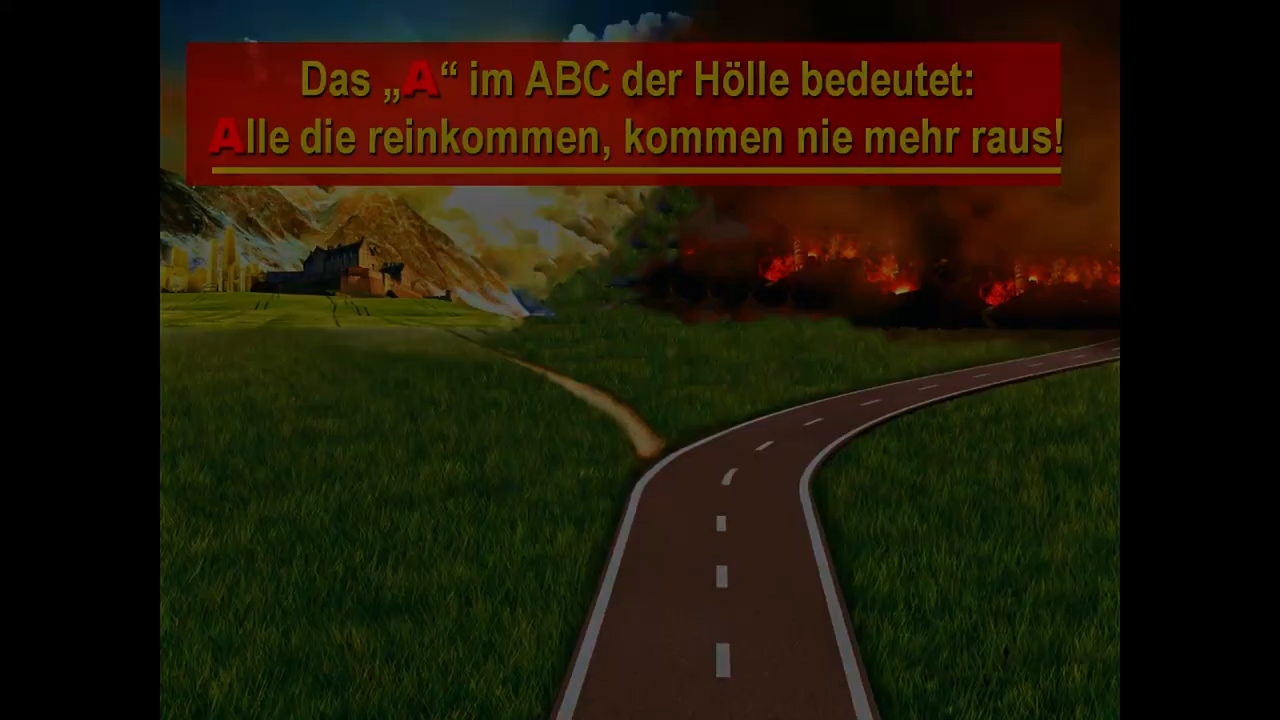 Das „A“ im ABC der Hölle bedeutet:
Alle die reinkommen, kommen nie mehr raus!